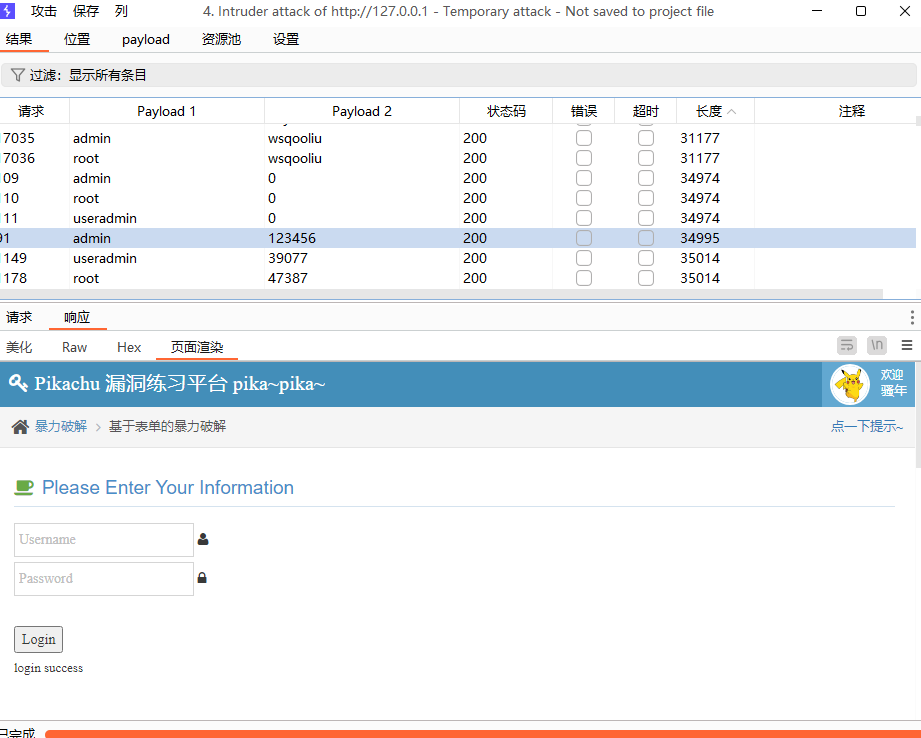 攻击 保存 列 4. Intruder attack of http://127.0.0.1 - Temporary attack - Not saved to project file
结果 位置 payload 资源池 设置
过滤：显示所有条目
请求 Payload 1 Payload 2 状态码 错误 超时 长度 注释
7035 admin wsqooliu 200 31177
7036 root wsqooliu 200 31177
09 admin 0 200 34974
10 root 0 200 34974
11 useradmin 0 200 34974
91 admin 123456 200 34995
149 useradmin 39077 200 35014
178 root 47387 200 35014
请求 响应
美化 Raw Hex 页面渲染 \n
Pikachu 漏洞练习平台 pika~pika~ 欢迎
骚年
暴力破解 基于表单的暴力破解 点一下提示~
Please Enter Your Information
Username
Password
Login
login success
已完成